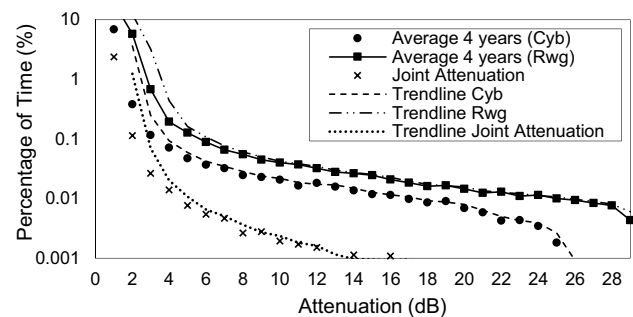 Percentage of Time (%)
10
1
0.1
0.01
0.001
Average 4 years (Cyb)
Average 4 years (Rwg)
Joint Attenuation
Trendline Cyb
Trendline Rwg
Trendline Joint Attenuation
0 2 4 6 8 10 12 14 16 18 20 22 24 26 28
Attenuation (dB)